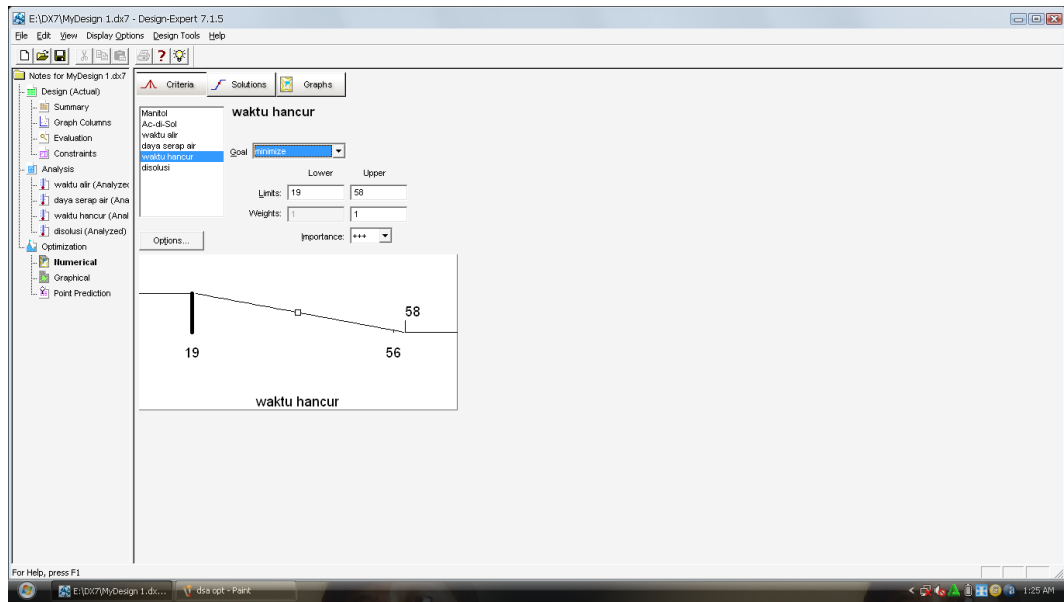 E:\DX7\MyDesign 1.dx7 - Design-Expert 7.1.5
File Edit View Display Options Design Tools Help
Notes for MyDesign 1.dx7
Design (Actual)
Summary
Graph Columns
Evaluation
Constraints
Analysis
waktu alir (Analyzed
daya serap air (Ana
waktu hancur (Anal
disolusi (Analyzed)
Optimization
Numerical
Graphical
Point Prediction
Criteria Solutions Graphs
Manitol
Ac-di-Sol
waktu alir
daya serap air
waktu hancur
disolusi
Options...
waktu hancur
Goal minimize
Lower Upper
Limits: 19 58
Weights: 1 1
Importance: +++
58
19 56
waktu hancur
For Help, press F1
E:\DX7\MyDesign 1.dx... dsa opt - Paint 1:25 AM